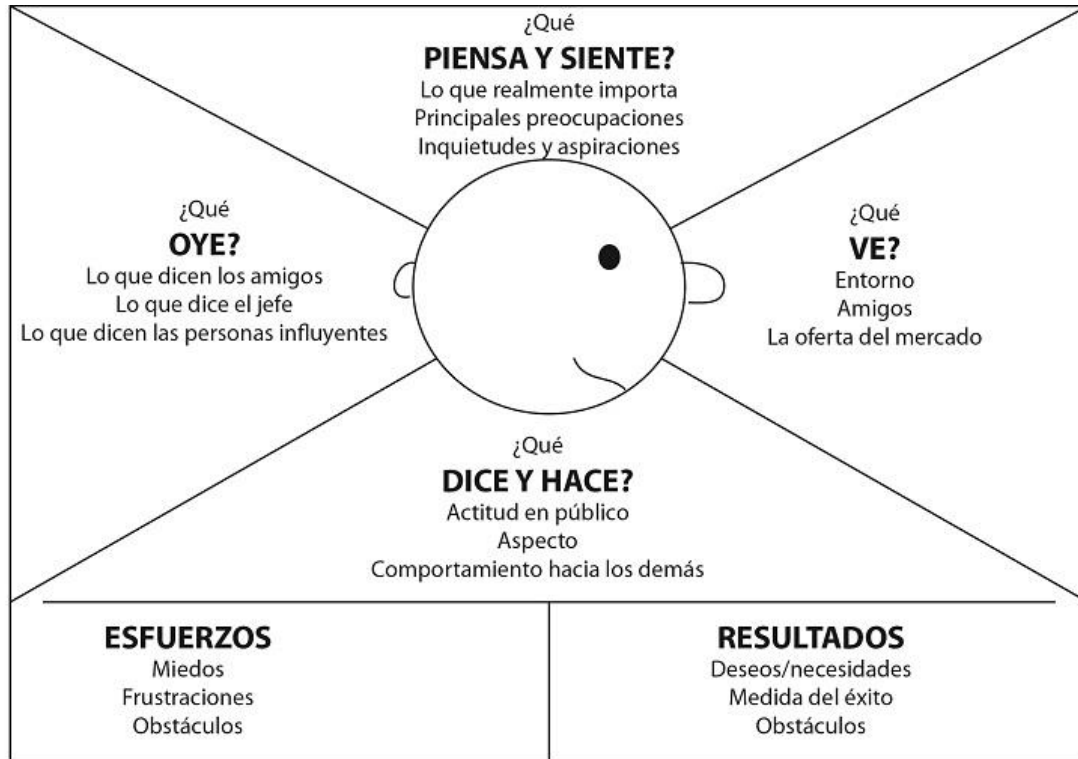 ¿Qué
PIENSA Y SIENTE?
Lo que realmente importa
Principales preocupaciones
Inquietudes y aspiraciones
¿Qué
OYE?
Lo que dicen los amigos
Lo que dice el jefe
Lo que dicen las personas influyentes
¿Qué
VE?
Entorno
Amigos
La oferta del mercado
¿Qué
DICE Y HACE?
Actitud en público
Aspecto
Comportamiento hacia los demás
ESFUERZOS
Miedos
Frustraciones
Obstáculos
RESULTADOS
Deseos/necesidades
Medida del éxito
Obstáculos